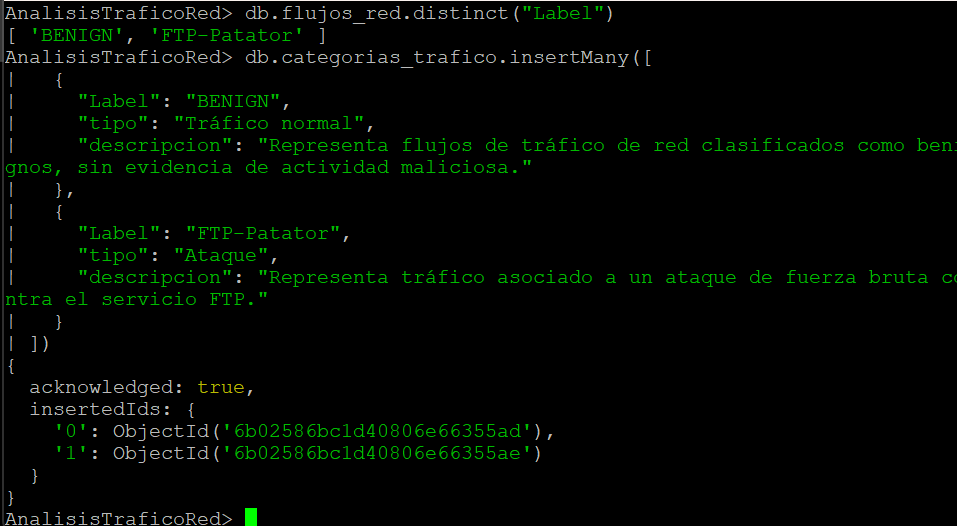 AnalisisTraficoRed> db.flujos_red.distinct("Label")
[ 'BENIGN', 'FTP-Patator' ]
AnalisisTraficoRed> db.categorias_trafico.insertMany([
|   {
|     "Label": "BENIGN",
|     "tipo": "Tráfico normal",
|     "descripcion": "Representa flujos de tráfico de red clasificados como beni
gnos, sin evidencia de actividad maliciosa."
|   },
|   {
|     "Label": "FTP-Patator",
|     "tipo": "Ataque",
|     "descripcion": "Representa tráfico asociado a un ataque de fuerza bruta co
ntra el servicio FTP."
|   }
| ])
{
  acknowledged: true,
  insertedIds: {
    '0': ObjectId('6b02586bc1d40806e66355ad'),
    '1': ObjectId('6b02586bc1d40806e66355ae')
  }
}
AnalisisTraficoRed>